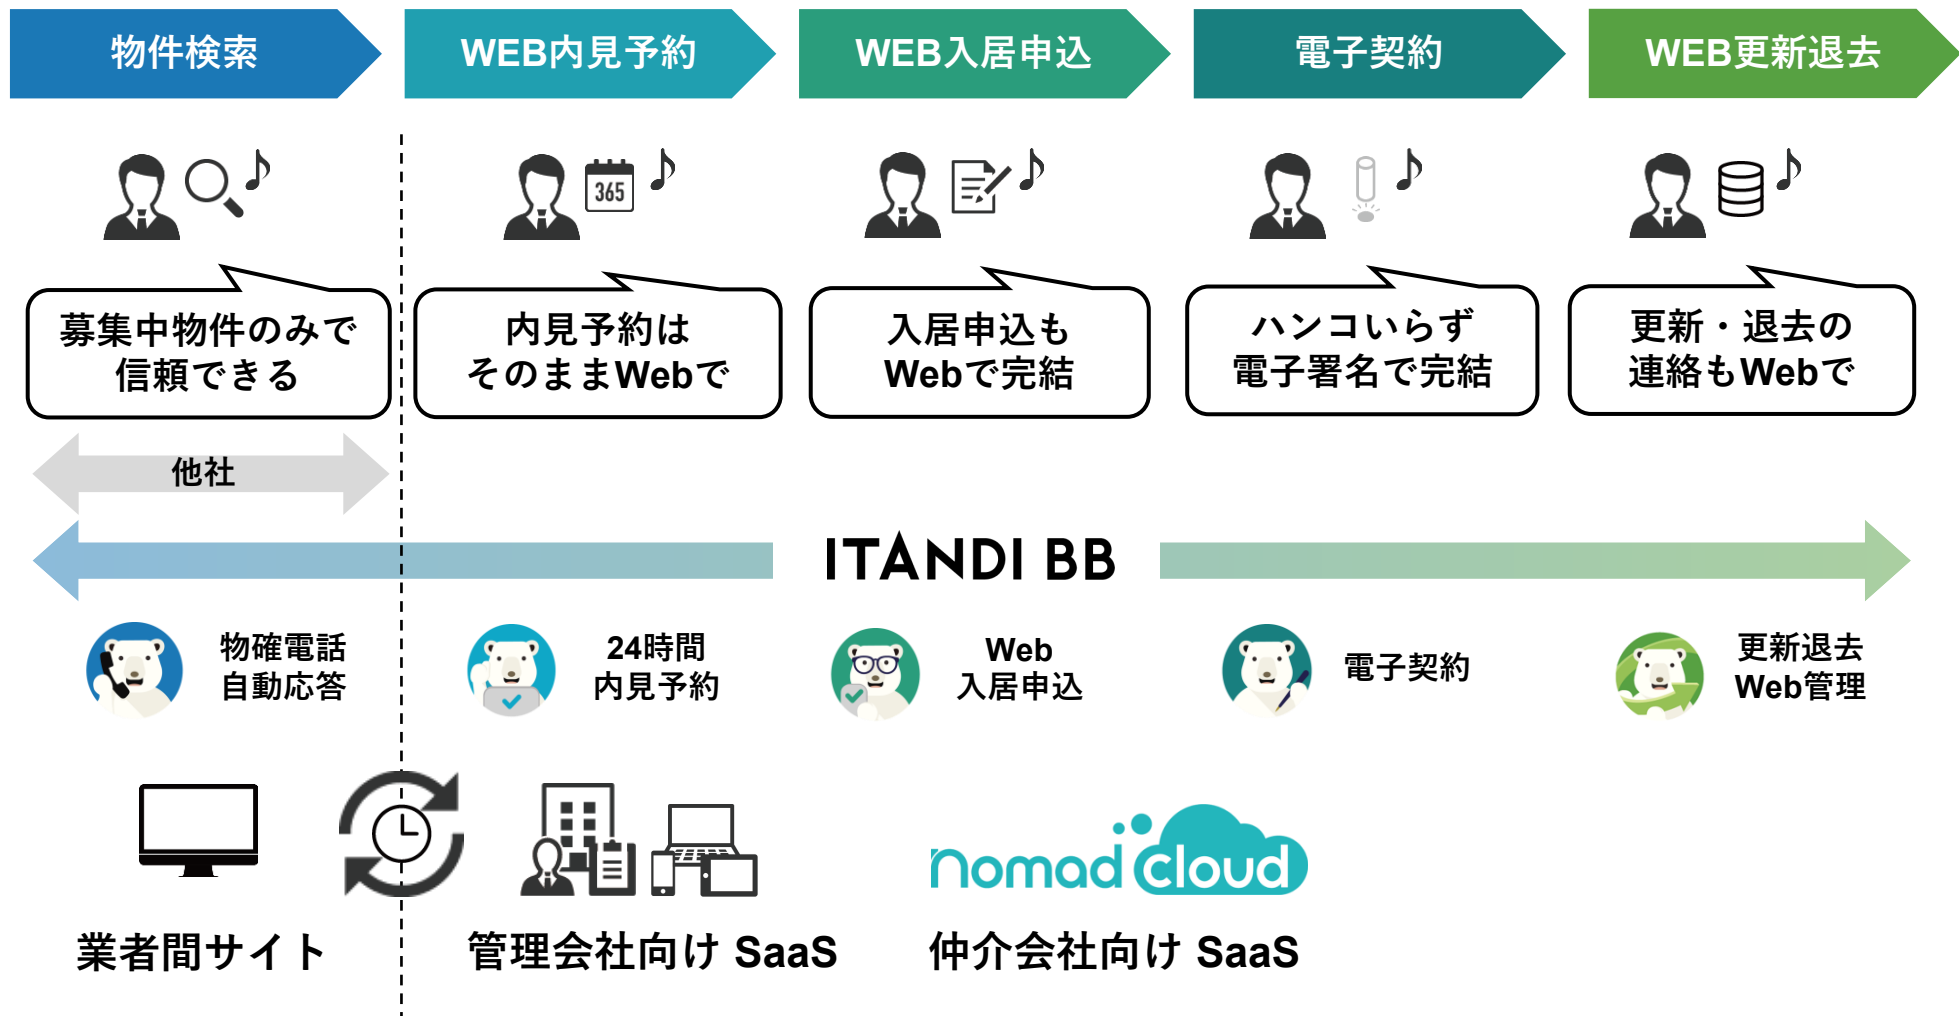 物件検索
WEB内見予約
WEB入居申込
電子契約
WEB更新退去
365
募集中物件のみで
信頼できる
内見予約は
そのままWebで
入居申込も
Webで完結
ハンコいらず
電子署名で完結
更新・退去の
連絡もWebで
他社
ITANDI BB
物確電話
自動応答
24時間
内見予約
Web
入居申込
電子契約
更新退去
Web管理
nomad cloud
業者間サイト
管理会社向け SaaS
仲介会社向け SaaS